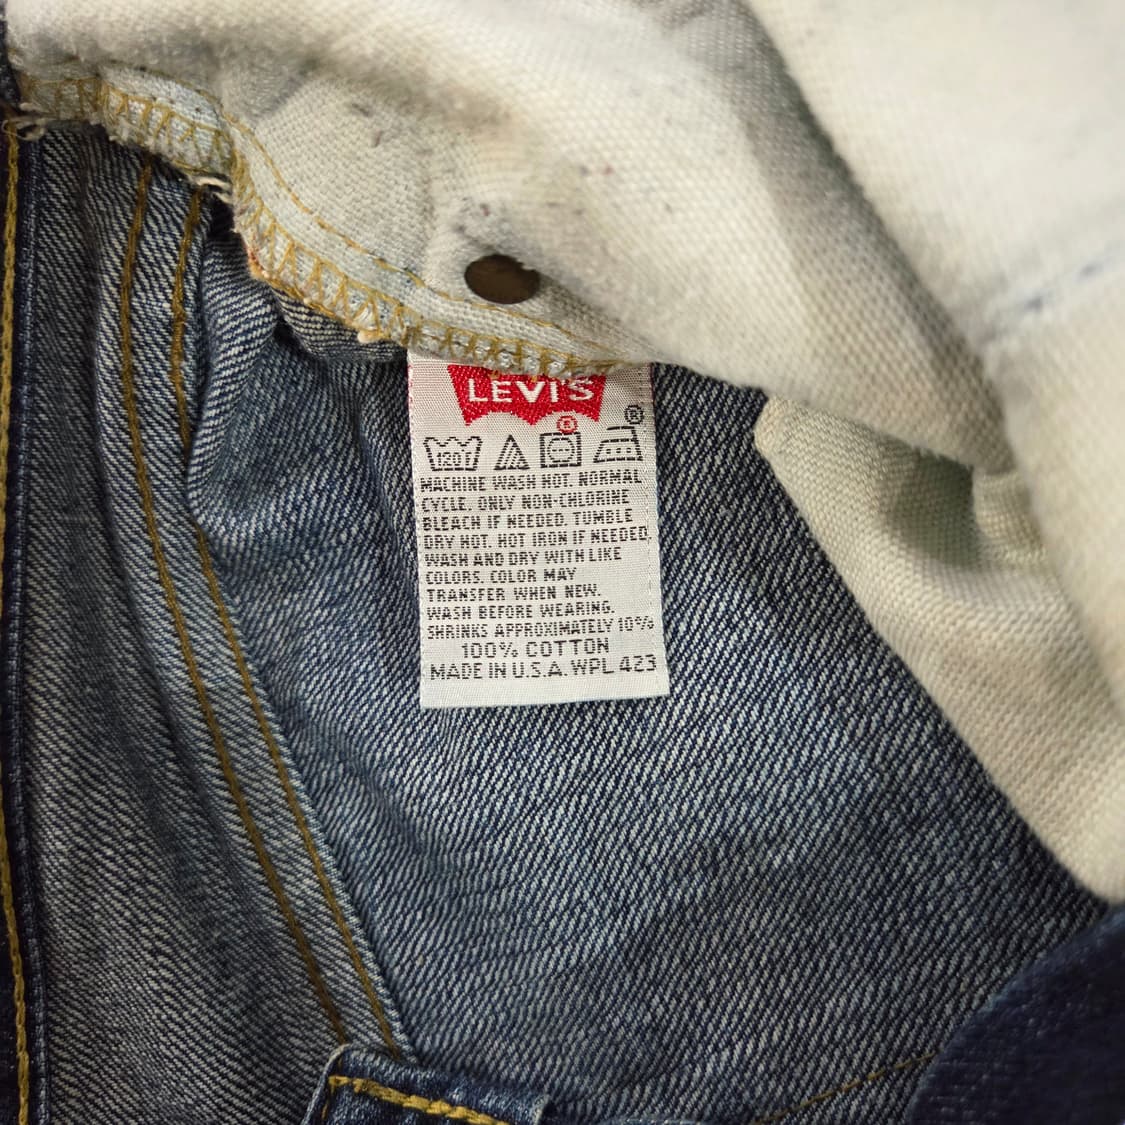 LEVI'S
®
120
®
MACHINE WASH HOT. NORMAL
CYCLE. ONLY NON-CHLORINE
BLEACH IF NEEDED. TUMBLE
DRY HOT. HOT IRON IF NEEDED.
WASH AND DRY WITH LIKE
COLORS. COLOR MAY
TRANSFER WHEN NEW.
WASH BEFORE WEARING.
SHRINKS APPROXIMATELY 10%
100% COTTON
MADE IN U.S.A. WPL 423